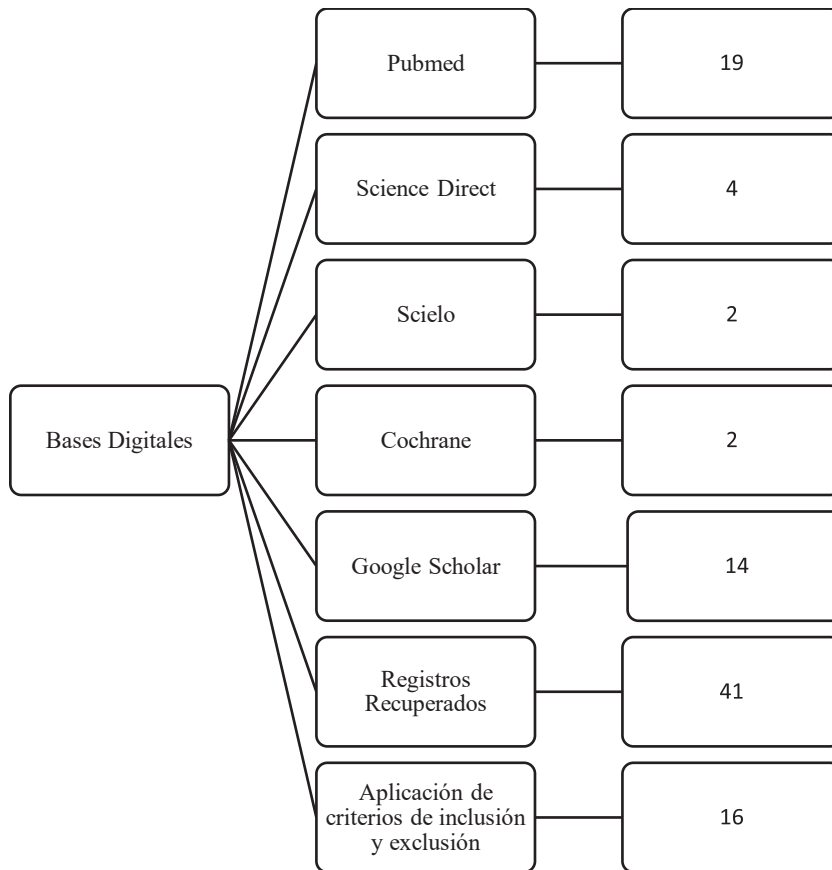 Pubmed
19
Science Direct
4
Scielo
2
Bases Digitales
Cochrane
2
Google Scholar
14
Registros
Recuperados
41
Aplicación de
criterios de inclusión
y exclusión
16